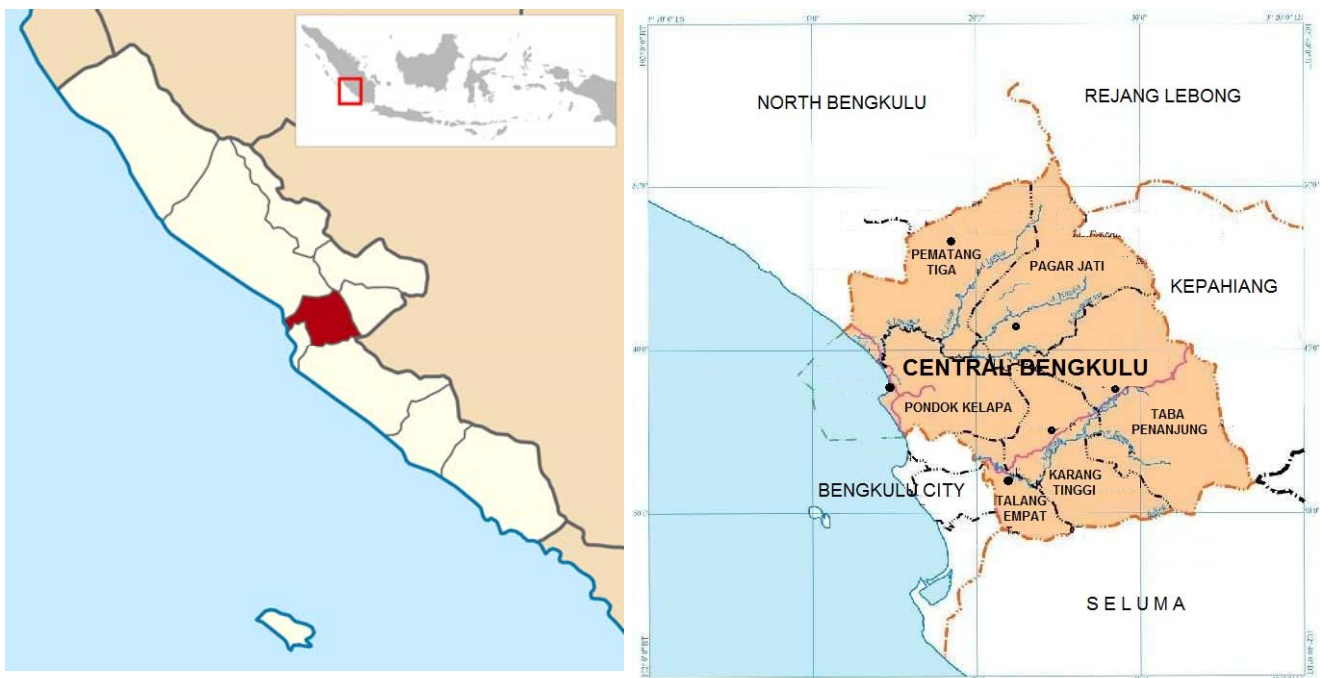 NORTH BENGKULU
REJANG LEBONG
PEMATANG
TIGA
PAGAR JATI
KEPAHIANG
CENTRAL BENGKULU
PONDOK KELAPA
TABA
PENANJUNG
BENGKULU CITY
KARANG
TINGGI
TALANG
EMPAT
SELUMA